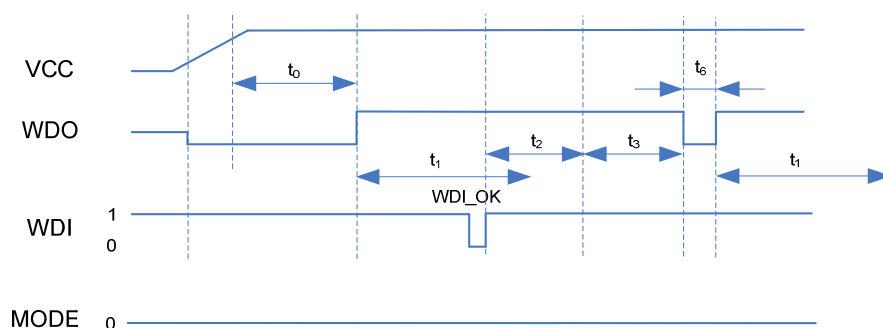 VCC
t₀
t₆
WDO
t₂
t₃
t₁
t₁
WDI_OK
WDI
1
0
MODE
0